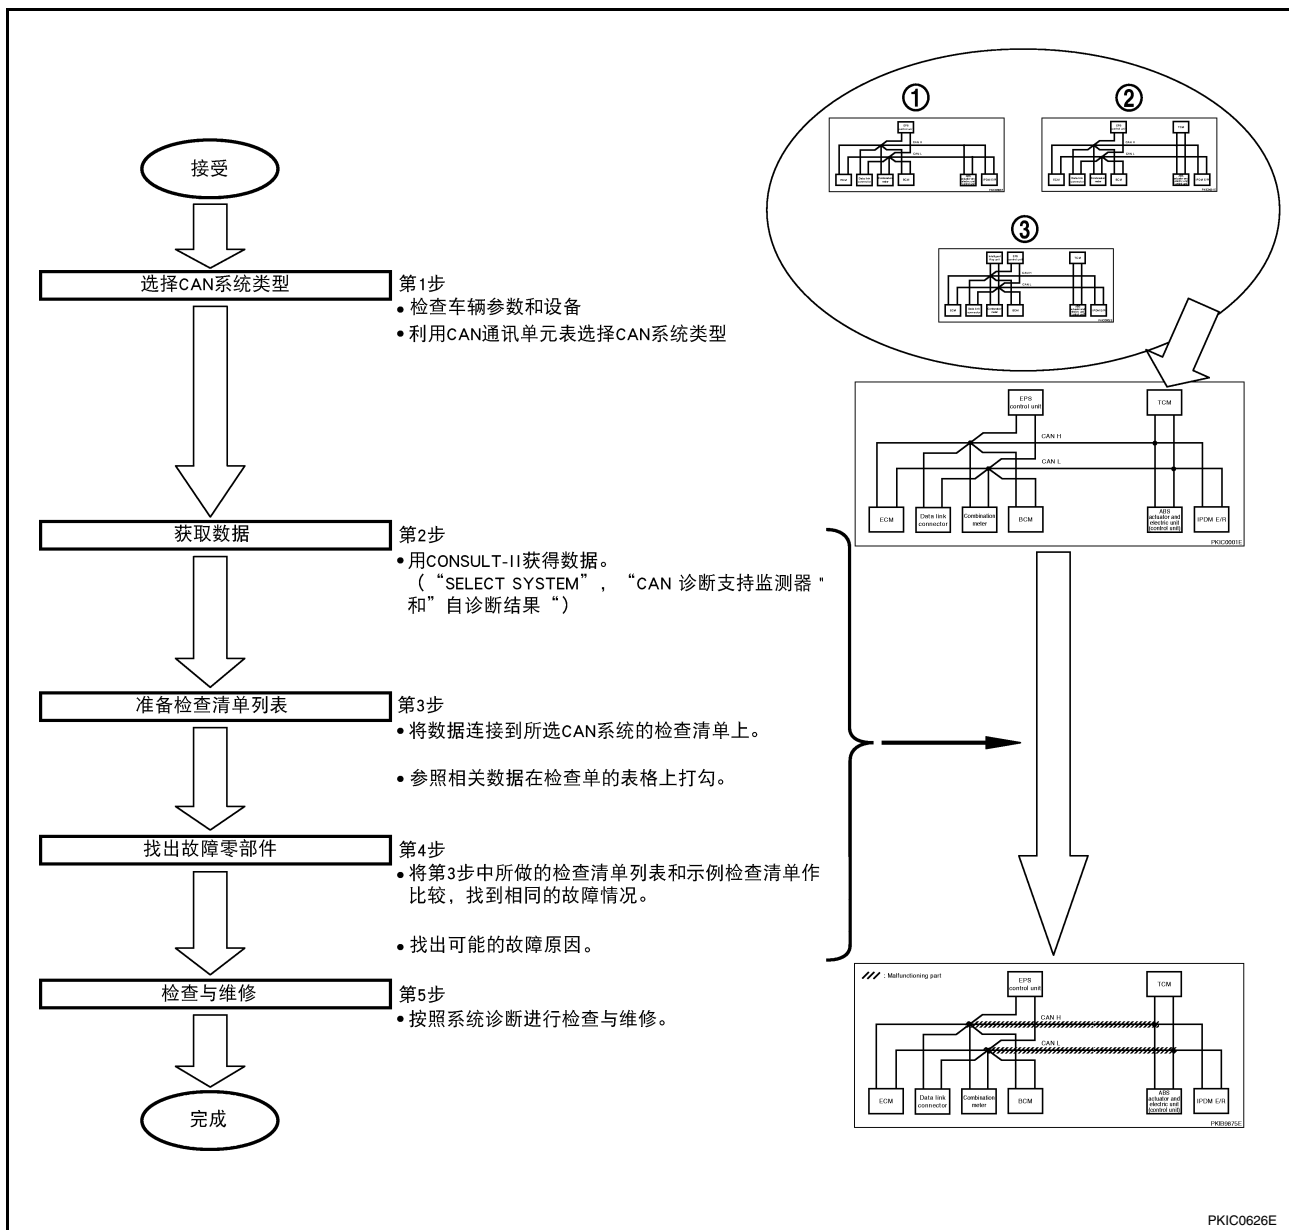 接受
选择CAN系统类型
第1步
• 检查车辆参数和设备
• 利用CAN通讯单元表选择CAN系统类型
获取数据
第2步
• 用CONSULT-II获得数据。
（“SELECT SYSTEM”，“CAN 诊断支持监测器 "
和”自诊断结果“）
准备检查清单列表
第3步
• 将数据连接到所选CAN系统的检查清单上。
• 参照相关数据在检查单的表格上打勾。
找出故障零部件
第4步
• 将第3步中所做的检查清单列表和示例检查清单作
比较，找到相同的故障情况。
• 找出可能的故障原因。
检查与维修
第5步
• 按照系统诊断进行检查与维修。
完成
①
②
③
EPS
control unit
TCM
CAN H
CAN L
ECM
Data link
connector
Combination
meter
BCM
ABS
actuator and
electric unit
(control unit)
IPDM E/R
PKIC0001E
: Malfunctioning part
EPS
control unit
TCM
CAN H
CAN L
ECM
Data link
connector
Combination
meter
BCM
ABS
actuator and
electric unit
(control unit)
IPDM E/R
PKIB9875E
PKIC0626E